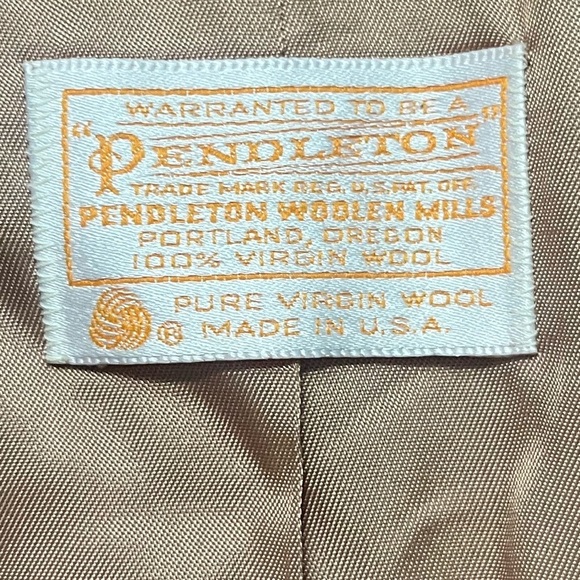 WARRANTED TO BE A
"PENDLETON"
TRADE MARK REG. U.S. PAT. OFF.
PENDLETON WOOLEN MILLS
PORTLAND, OREGON
100% VIRGIN WOOL
® PURE VIRGIN WOOL
MADE IN U.S.A.